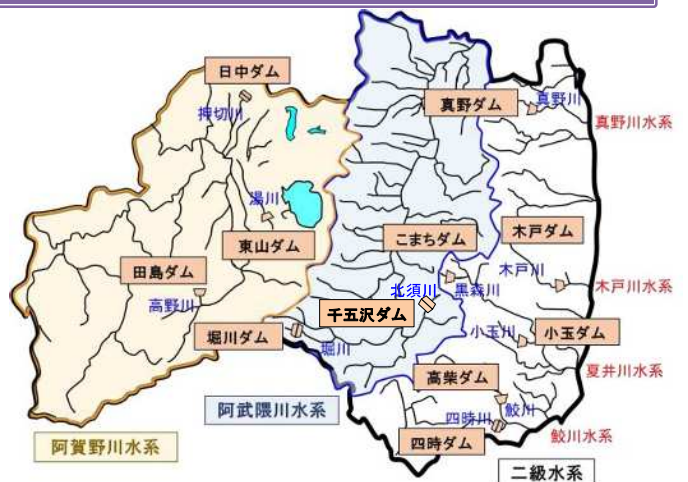 日中ダム
押切川
真野ダム
真野川
真野川水系
湯川
東山ダム
こまちダム
木戸ダム
田島ダム
木戸川
北須川
黒森川
木戸川水系
高野川
千五沢ダム
堀川ダム
小玉川
小玉ダム
堀川
夏井川水系
高柴ダム
阿武隈川水系
四時川
鮫川
阿賀野川水系
四時ダム
鮫川水系
二級水系